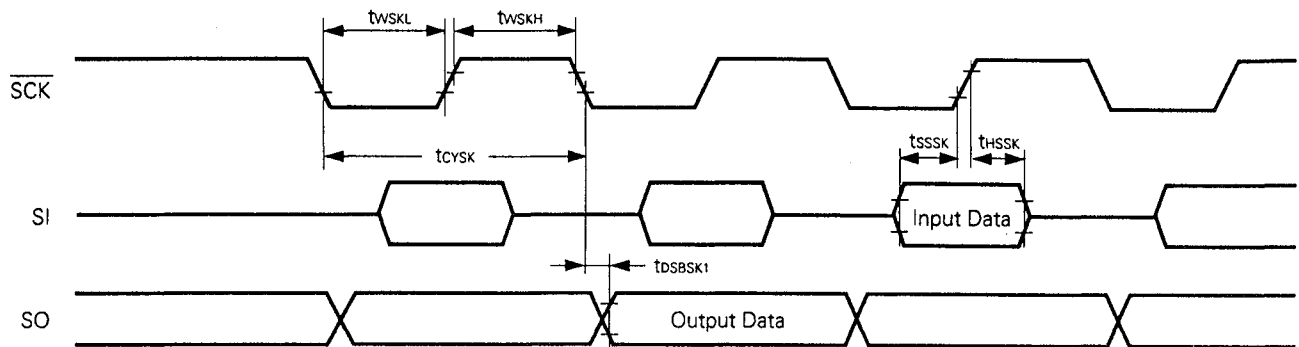 tWSKL
tWSKH
SCK
tCYSK
tSSSK
tHSSK
SI
Input Data
tDSBSK1
SO
Output Data